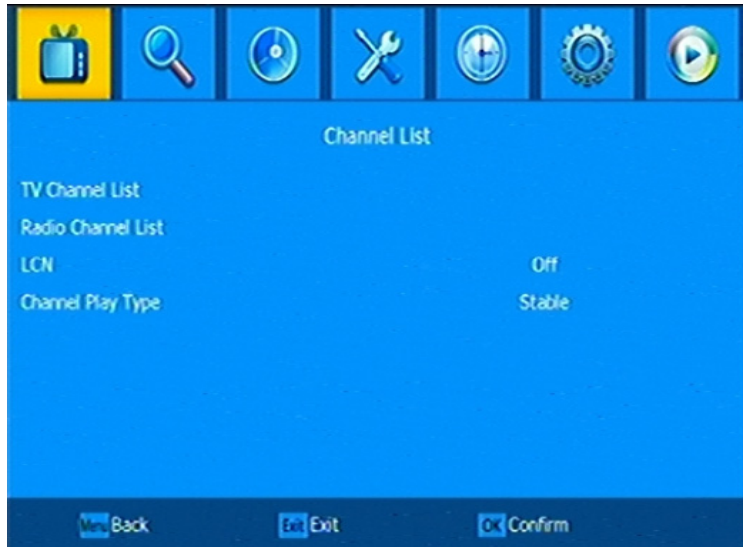 Channel List
TV Channel List
Radio Channel List
LCN Off
Channel Play Type Stable
Menu Back Exit Exit OK Confirm